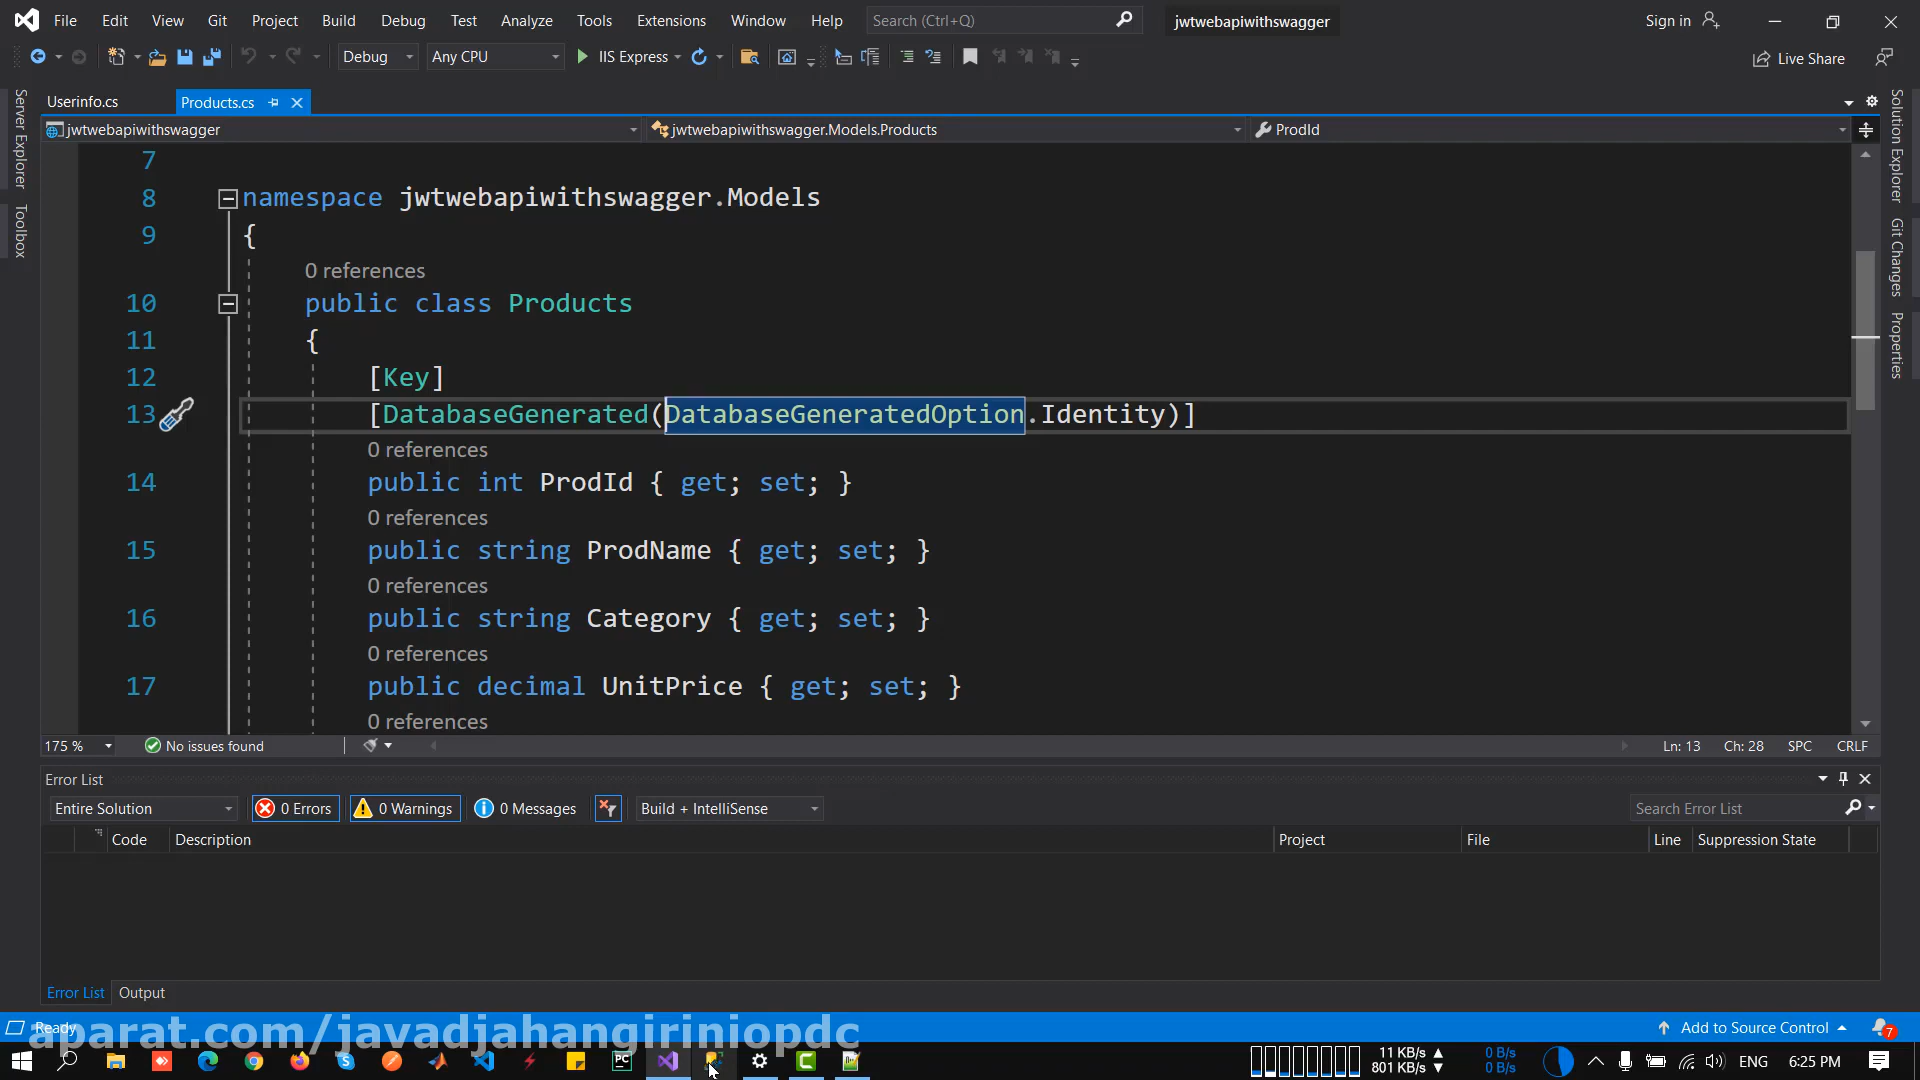 File Edit View Git Project Build Debug Test Analyze Tools Extensions Window Help Search (Ctrl+Q) jwtwebapiwithswagger Sign in
Debug Any CPU IIS Express Live Share
Userinfo.cs Products.cs
jwtwebapiwithswagger jwtwebapiwithswagger.Models.Products ProdId
Server Explorer
Toolbox
Solution Explorer
Git Changes
Properties
7
8 namespace jwtwebapiwithswagger.Models
9 {
0 references
10 public class Products
11 {
12 [Key]
13 [DatabaseGenerated(DatabaseGeneratedOption.Identity)]
0 references
14 public int ProdId { get; set; }
0 references
15 public string ProdName { get; set; }
0 references
16 public string Category { get; set; }
0 references
17 public decimal UnitPrice { get; set; }
0 references
175 % No issues found Ln: 13 Ch: 28 SPC CRLF
Error List
Entire Solution 0 Errors 0 Warnings 0 Messages Build + IntelliSense Search Error List
Code Description Project File Line Suppression State
Error List Output
Ready Add to Source Control 7
aparat.com/javadjahangiriniopdc
PC 11 KB/s 801 KB/s 0 B/s 0 B/s ENG 6:25 PM